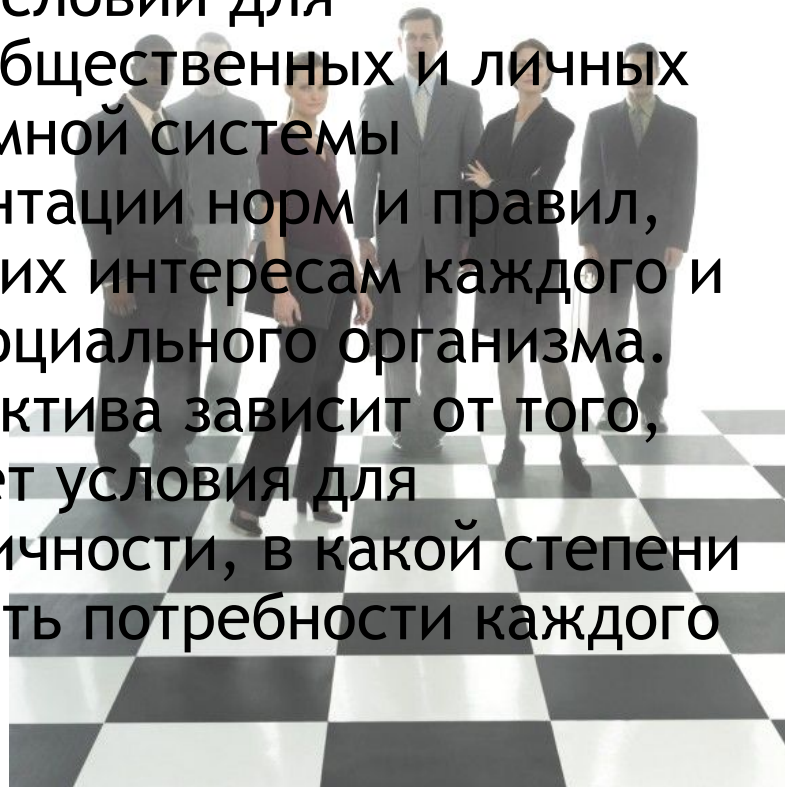 словий для
бщественных и личных
мной системы
нтации норм и правил,
их интересам каждого и
оциального организма.
ктива зависит от того,
ет условия для
ичности, в какой степени
ть потребности каждого